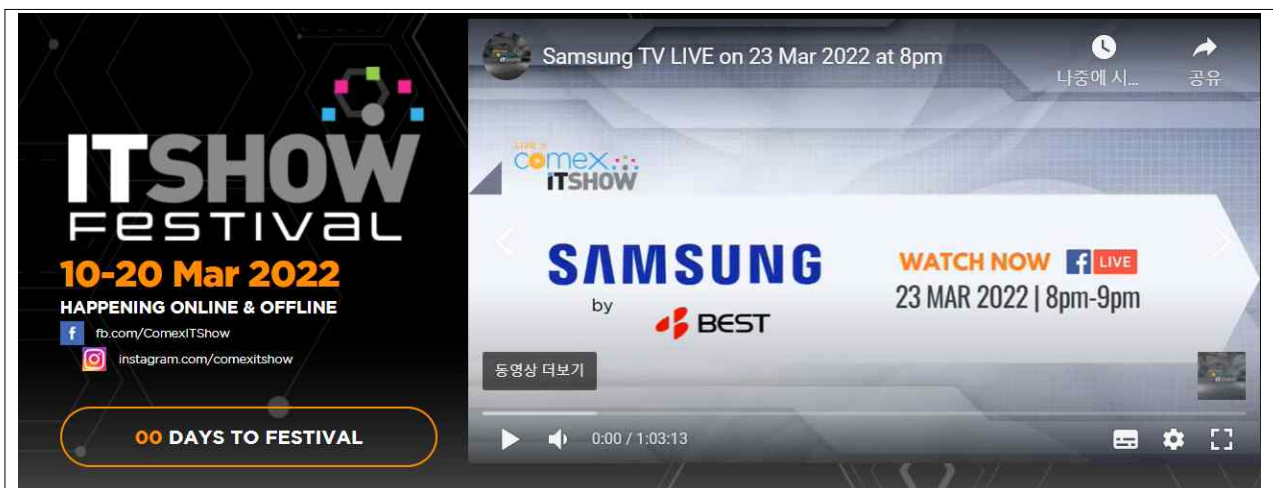 ITSHOW
FESTIVAL
10-20 Mar 2022
HAPPENING ONLINE & OFFLINE
fb.com/ComexITShow
instagram.com/comexitshow
00 DAYS TO FESTIVAL
Samsung TV LIVE on 23 Mar 2022 at 8pm
나중에 시...
공유
comex
ITSHOW
SAMSUNG
by
BEST
WATCH NOW f LIVE
23 MAR 2022 | 8pm-9pm
동영상 더보기
0:00 / 1:03:13